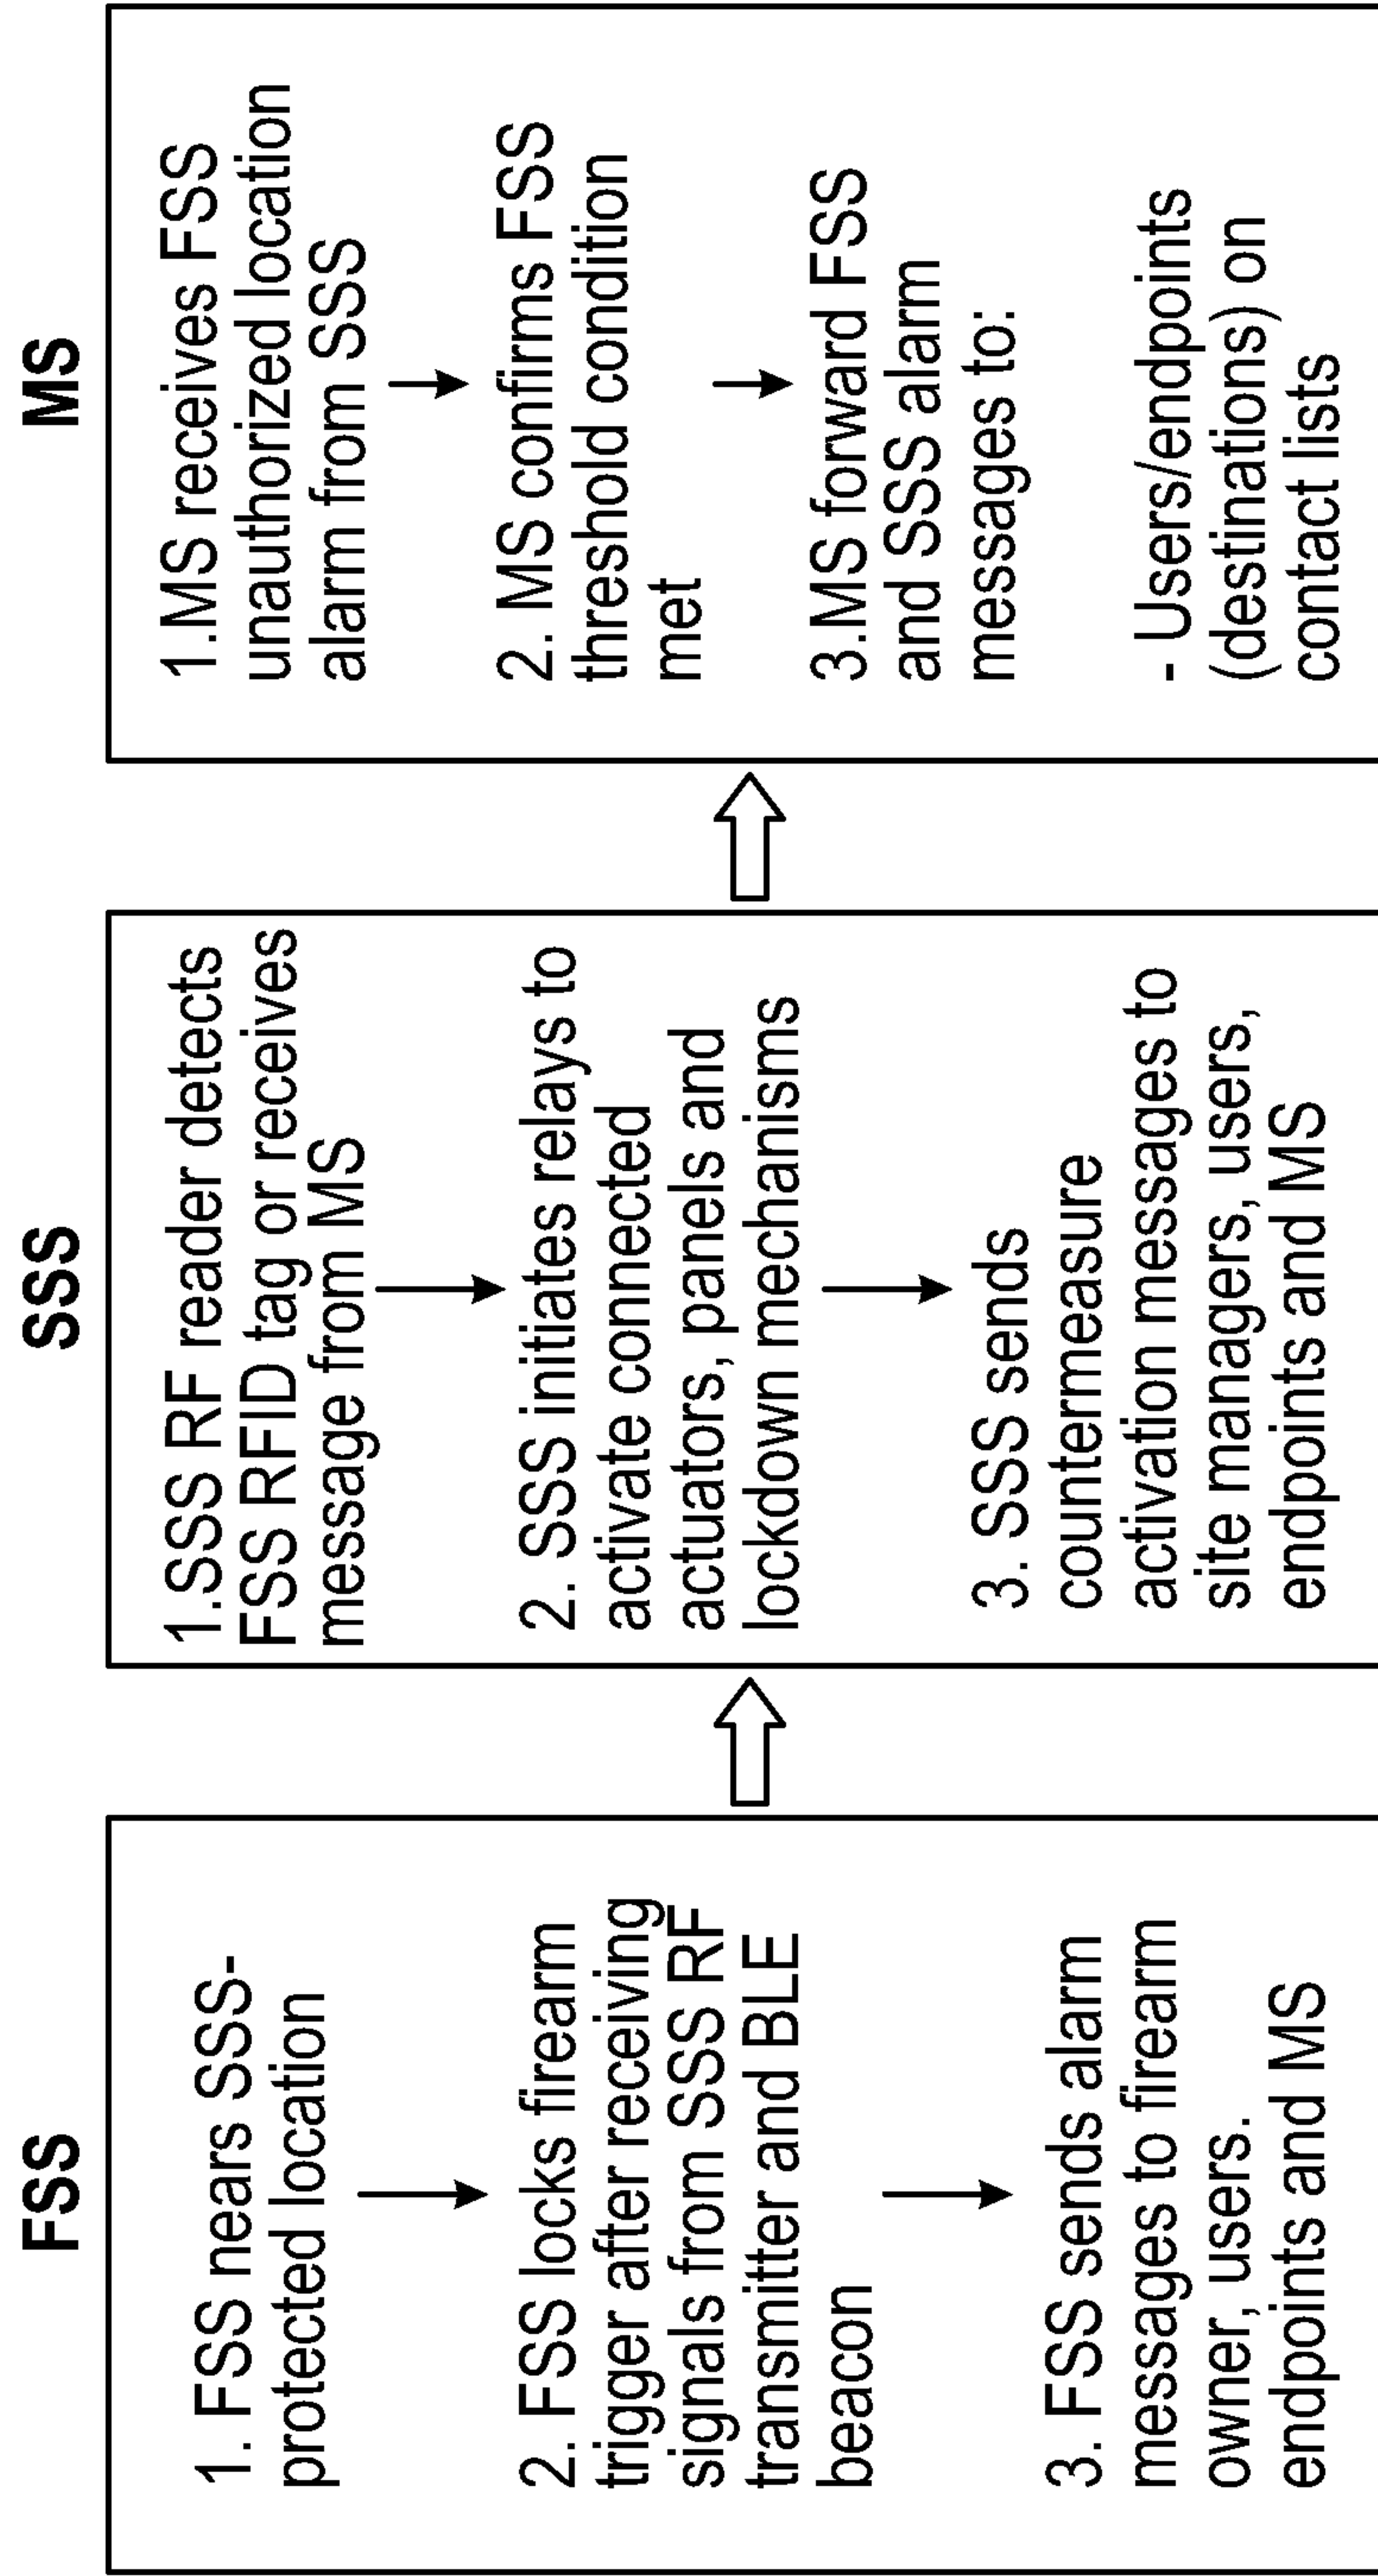 FSS
1. FSS nears SSS-
protected location
2. FSS locks firearm
trigger after receiving
signals from SSS RF
transmitter and BLE
beacon
3. FSS sends alarm
messages to firearm
owner, users.
endpoints and MS
SSS
1.SSS RF reader detects
FSS RFID tag or receives
message from MS
2. SSS initiates relays to
activate connected
actuators, panels and
lockdown mechanisms
3. SSS sends
countermeasure
activation messages to
site managers, users,
endpoints and MS
MS
1.MS receives FSS
unauthorized location
alarm from SSS
2. MS confirms FSS
threshold condition
met
3.MS forward FSS
and SSS alarm
messages to:
- Users/endpoints
(destinations) on
contact lists